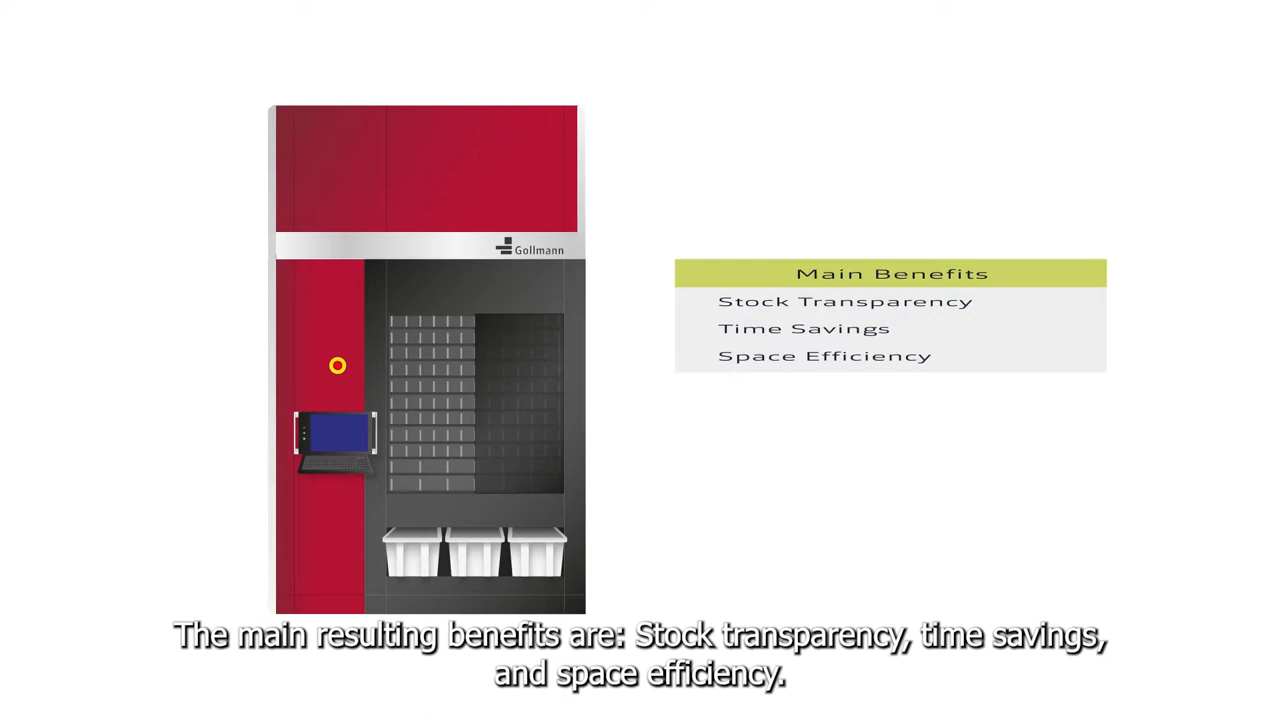 Gollmann
Main Benefits
Stock Transparency
Time Savings
Space Efficiency
The main resulting benefits are: Stock transparency, time savings,
and space efficiency.